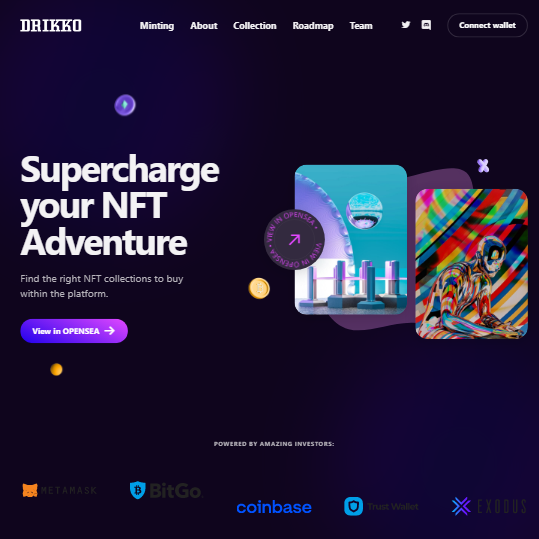 DRIKKO
Minting
About
Collection
Roadmap
Team
Connect wallet
Supercharge
your NFT
Adventure
Find the right NFT collections to buy
within the platform.
View in OPENSEA
VIEW IN OPENSEA • VIEW IN OPENSEA •
POWERED BY AMAZING INVESTORS:
METAMASK
BitGo
coinbase
Trust Wallet
EXODUS